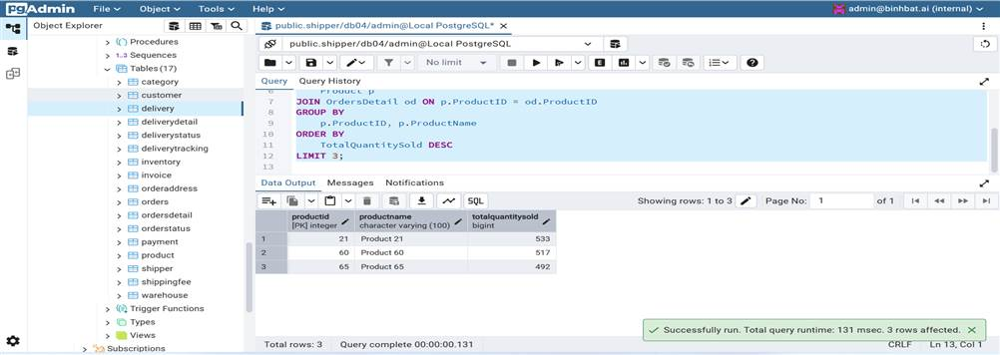 pgAdmin File Object Tools Help admin@binhbat.ai (internal)
Object Explorer
Procedures
1..3 Sequences
Tables (17)
category
customer
delivery
deliverydetail
deliverystatus
deliverytracking
inventory
invoice
orderaddress
orders
ordersdetail
orderstatus
payment
product
shipper
shippingfee
warehouse
Trigger Functions
Types
Views
Subscriptions
public.shipper/db04/admin@Local PostgreSQL*
public.shipper/db04/admin@Local PostgreSQL
No limit
Query Query History
6 Product p
7 JOIN OrdersDetail od ON p.ProductID = od.ProductID
8 GROUP BY
9 p.ProductID, p.ProductName
10 ORDER BY
11 TotalQuantitySold DESC
12 LIMIT 3;
13
Data Output Messages Notifications
SQL Showing rows: 1 to 3 Page No: 1 of 1
productid productname totalquantitysold
[PK] integer character varying (100) bigint
1 21 Product 21 533
2 60 Product 60 517
3 65 Product 65 492
Successfully run. Total query runtime: 131 msec. 3 rows affected.
Total rows: 3 Query complete 00:00:00.131 CRLF Ln 13, Col 1